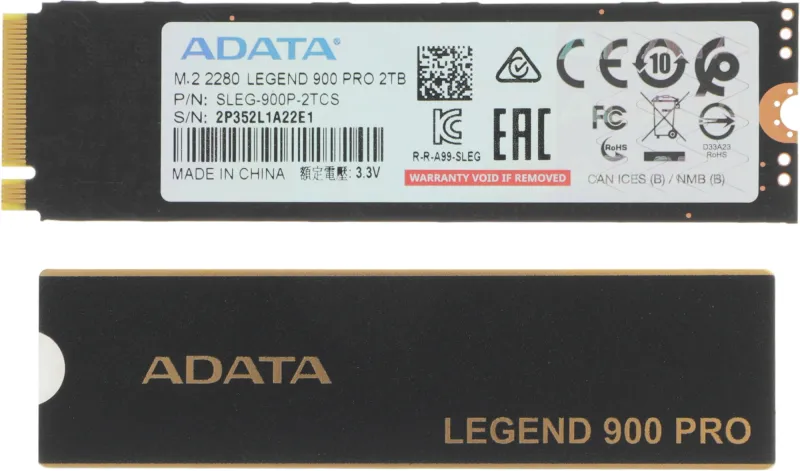 ADATA®
M.2 2280 LEGEND 900 PRO 2TB
P/N: SLEG-900P-2TCS
S/N: 2P352L1A22E1
MADE IN CHINA 額定電壓: 3.3V
R-R-A99-SLEG
WARRANTY VOID IF REMOVED
CE
10
EAC
FC
RoHS
D33A23
RoHS
CAN ICES (B) / NMB (B)
ADATA
LEGEND 900 PRO